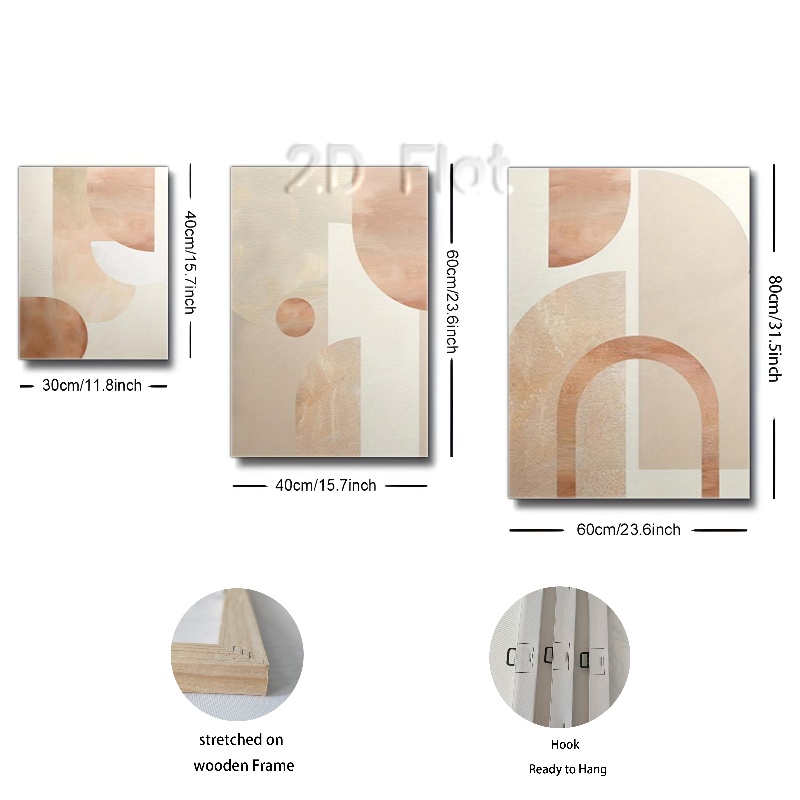 2.D Flat.
40cm/15.7inch
30cm/11.8inch
60cm/23.6inch
40cm/15.7inch
80cm/31.5inch
60cm/23.6inch
stretched on
wooden Frame
Hook
Ready to Hang